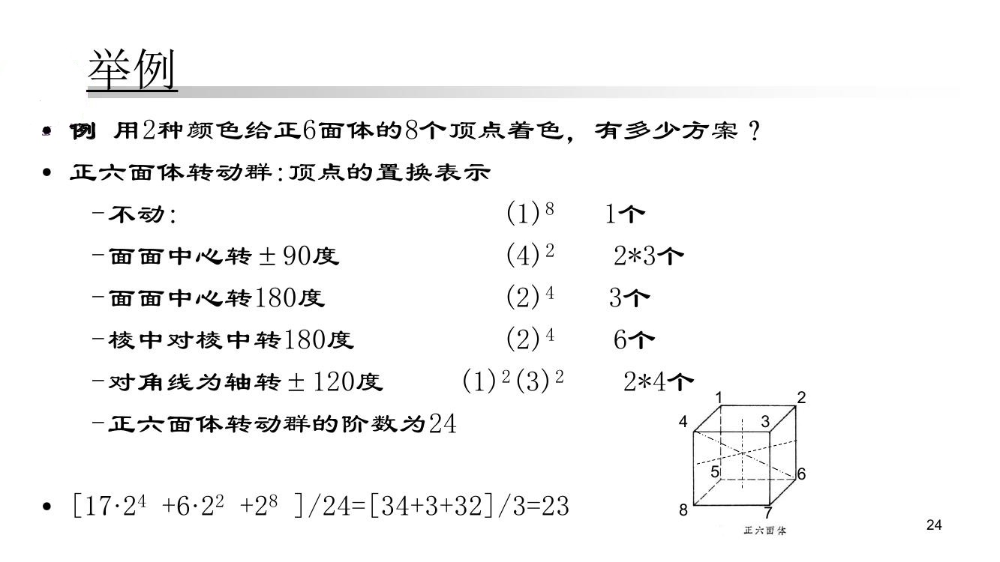 举例
• 例 用2种颜色给正6面体的8个顶点着色，有多少方案？
• 正六面体转动群:顶点的置换表示
－不动: (1)⁸ 1个
－面面中心转±90度 (4)² 2*3个
－面面中心转180度 (2)⁴ 3个
－棱中对棱中转180度 (2)⁴ 6个
－对角线为轴转±120度 (1)²(3)² 2*4个
－正六面体转动群的阶数为24
• [17·2⁴ +6·2² +2⁸ ]/24=[34+3+32]/3=23
1 2
4 3
5 6
8 7
正六面体
24